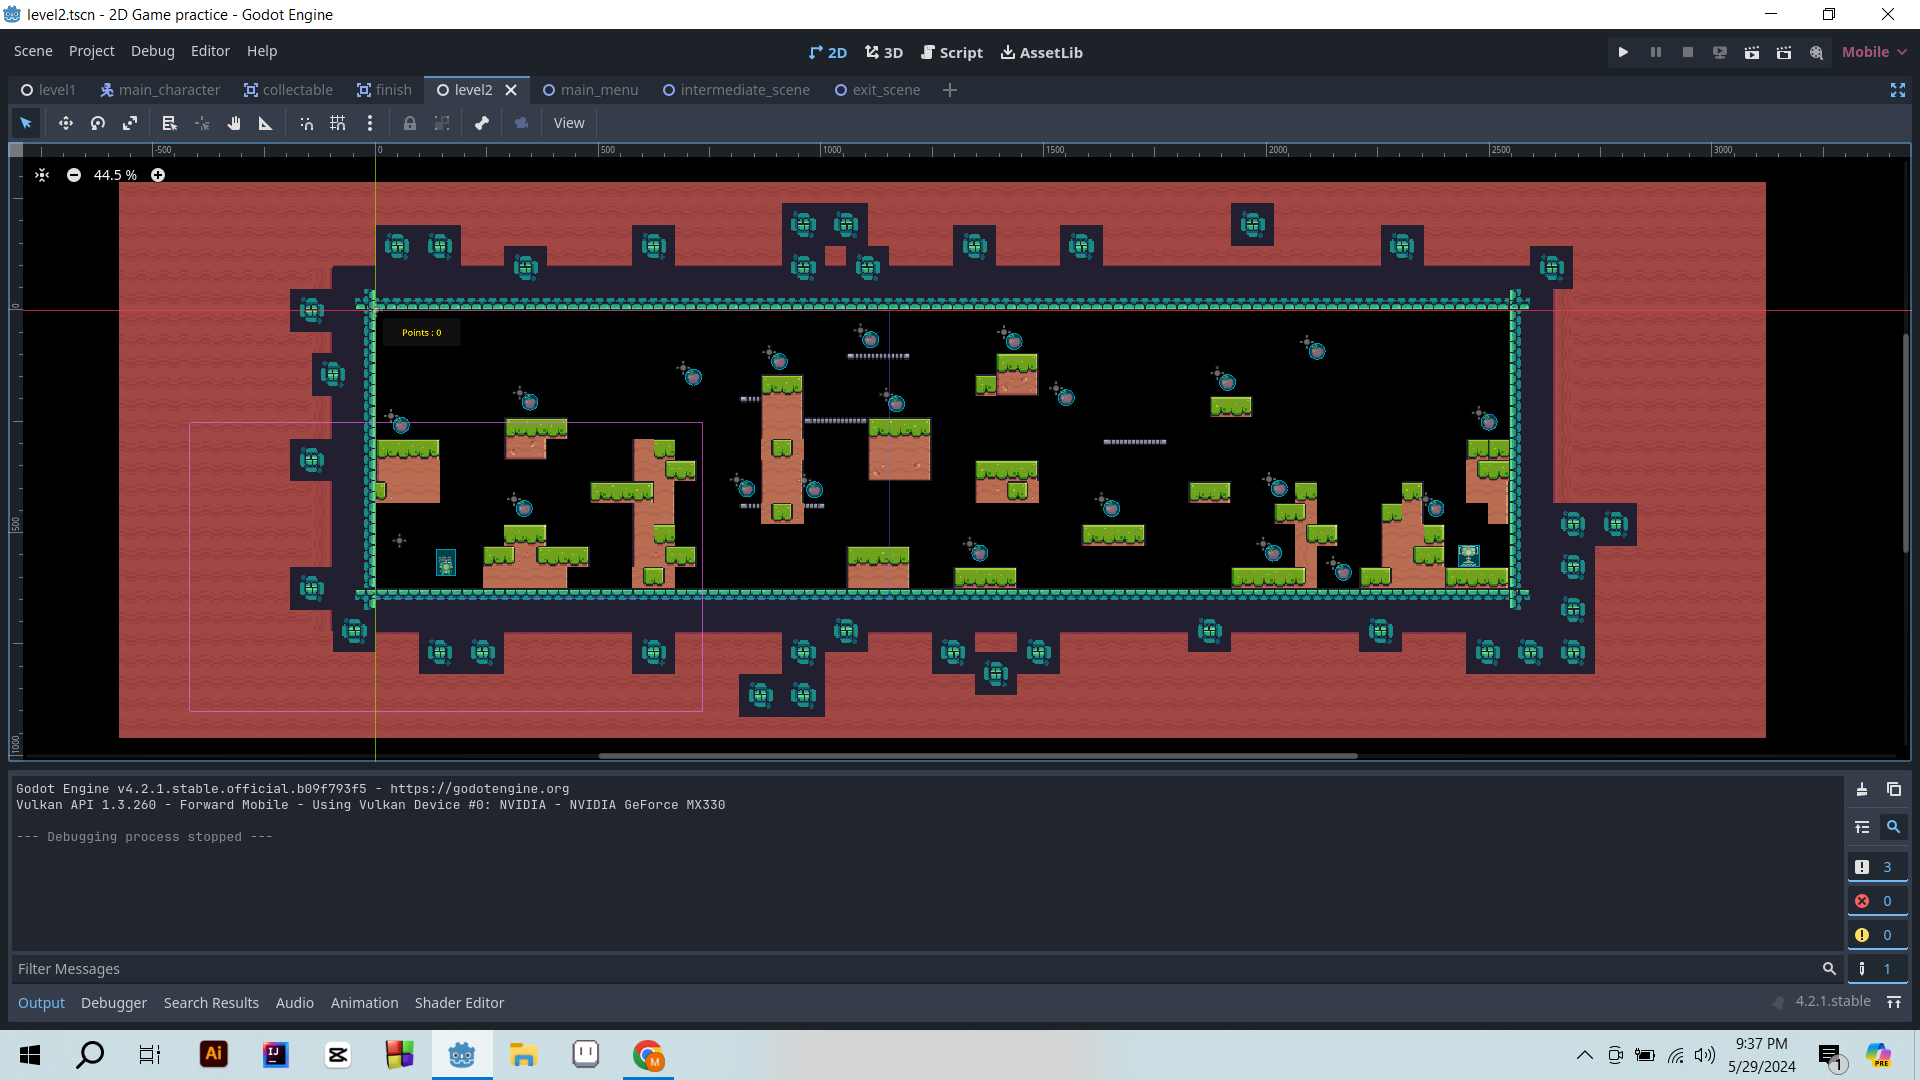 level2.tscn - 2D Game practice - Godot Engine
Scene Project Debug Editor Help
2D 3D Script AssetLib
Mobile
level1 main_character collectable finish level2 main_menu intermediate_scene exit_scene
View
-500 0 500 1000 1500 2000 2500 3000
44.5 %
0
Points : 0
500
1000
Godot Engine v4.2.1.stable.official.b09f793f5 - https://godotengine.org
Vulkan API 1.3.260 - Forward Mobile - Using Vulkan Device #0: NVIDIA - NVIDIA GeForce MX330
--- Debugging process stopped ---
3
0
0
Filter Messages
1
Output Debugger Search Results Audio Animation Shader Editor
4.2.1.stable
Ai
IJ
M
9:37 PM
5/29/2024
1
PRE